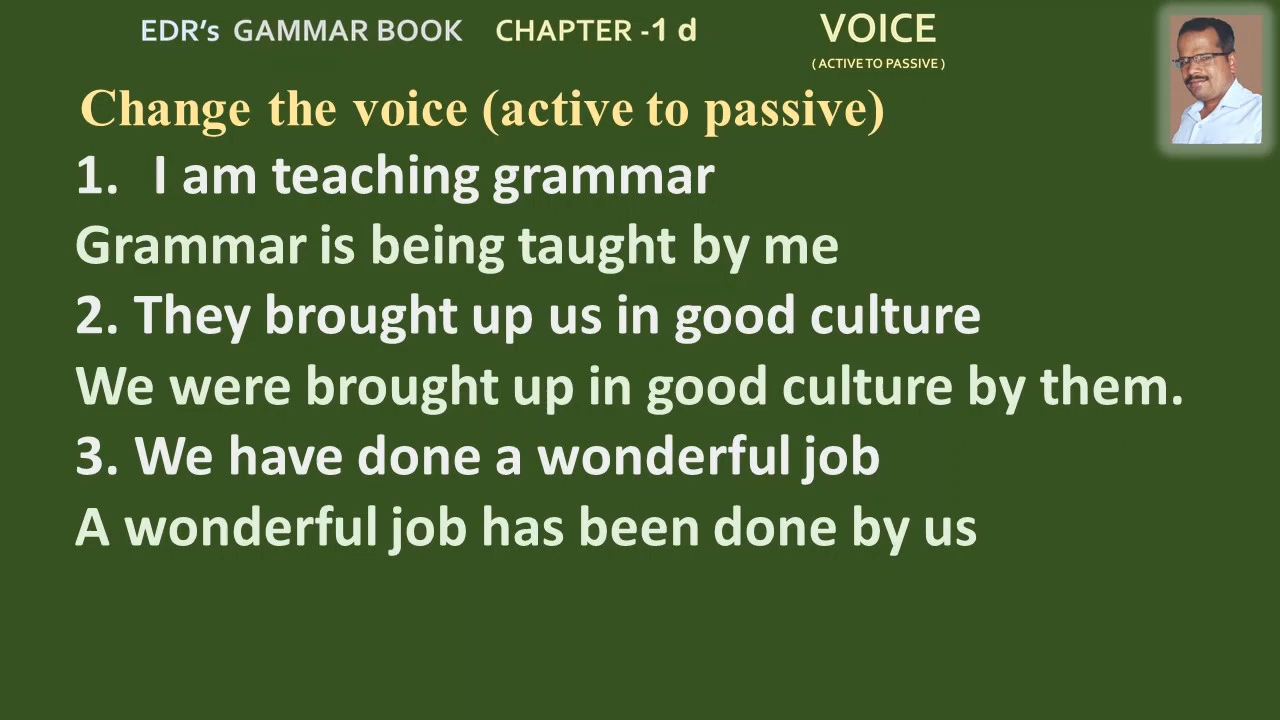 EDR's GAMMAR BOOK CHAPTER -1 d VOICE
( ACTIVE TO PASSIVE )
Change the voice (active to passive)
1. I am teaching grammar
Grammar is being taught by me
2. They brought up us in good culture
We were brought up in good culture by them.
3. We have done a wonderful job
A wonderful job has been done by us